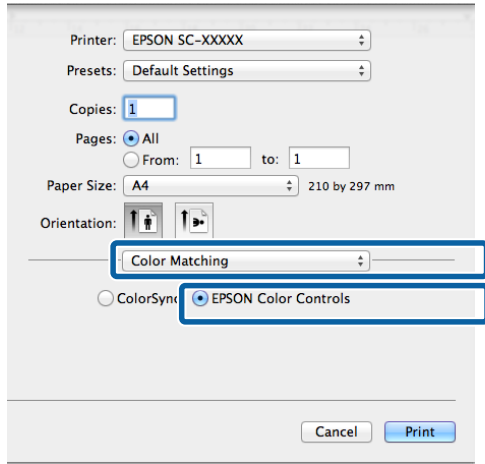 Printer: EPSON SC-XXXXX
Presets: Default Settings
Copies: 1
Pages: All
From: 1 to: 1
Paper Size: A4 210 by 297 mm
Orientation:
Color Matching
ColorSync EPSON Color Controls
Cancel Print